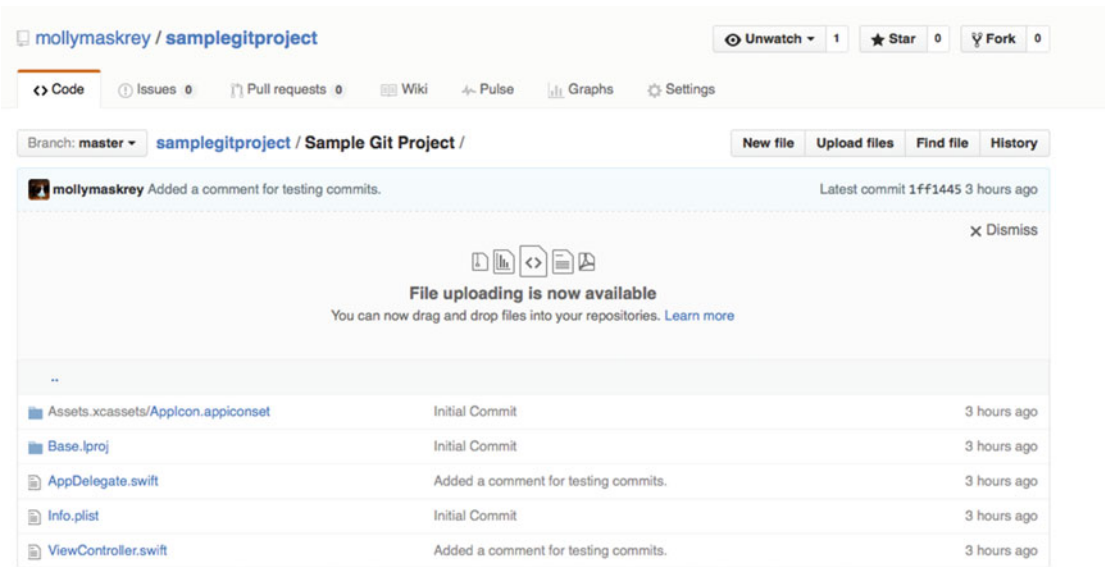 mollymaskrey / samplegitproject
Unwatch 1 Star 0 Fork 0
Code Issues 0 Pull requests 0 Wiki Pulse Graphs Settings
Branch: master samplegitproject / Sample Git Project / New file Upload files Find file History
mollymaskrey Added a comment for testing commits. Latest commit 1ff1445 3 hours ago
Dismiss
File uploading is now available
You can now drag and drop files into your repositories. Learn more
..
Assets.xcassets/AppIcon.appiconset Initial Commit 3 hours ago
Base.lproj Initial Commit 3 hours ago
AppDelegate.swift Added a comment for testing commits. 3 hours ago
Info.plist Initial Commit 3 hours ago
ViewController.swift Added a comment for testing commits. 3 hours ago